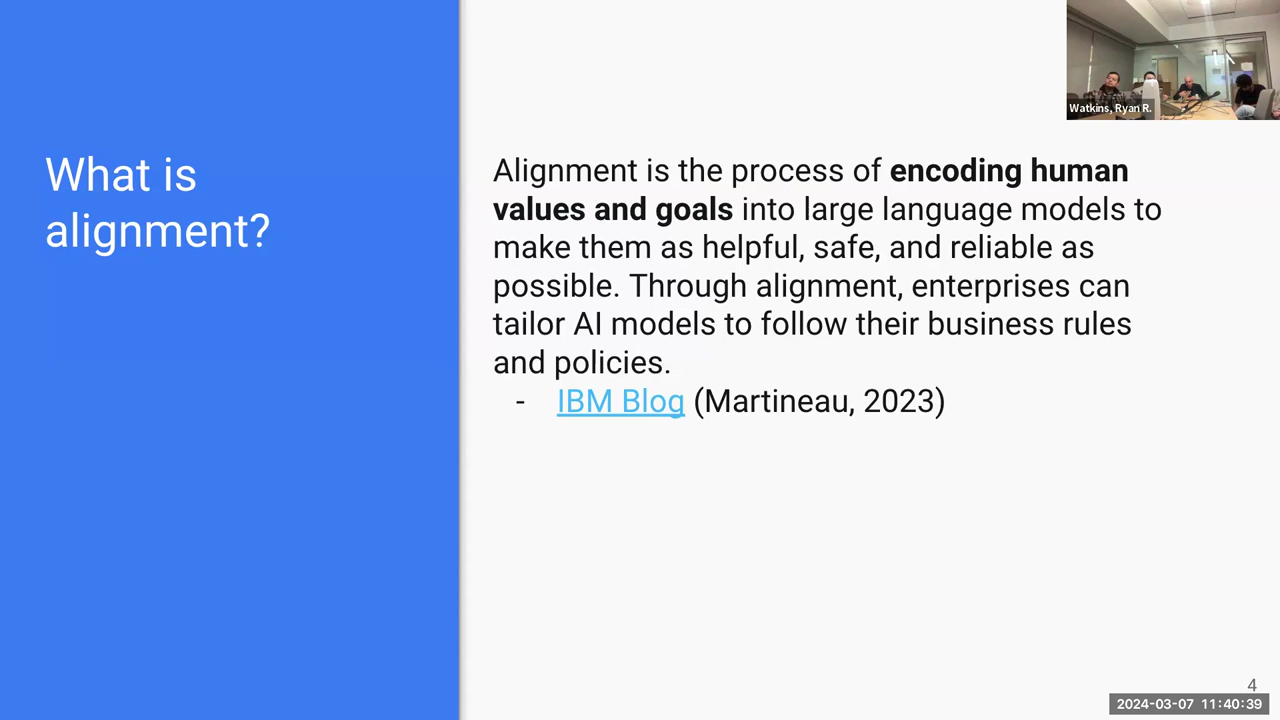 What is
alignment?
Watkins, Ryan R.
Alignment is the process of encoding human
values and goals into large language models to
make them as helpful, safe, and reliable as
possible. Through alignment, enterprises can
tailor AI models to follow their business rules
and policies.
- IBM Blog (Martineau, 2023)
4
2024-03-07 11:40:39